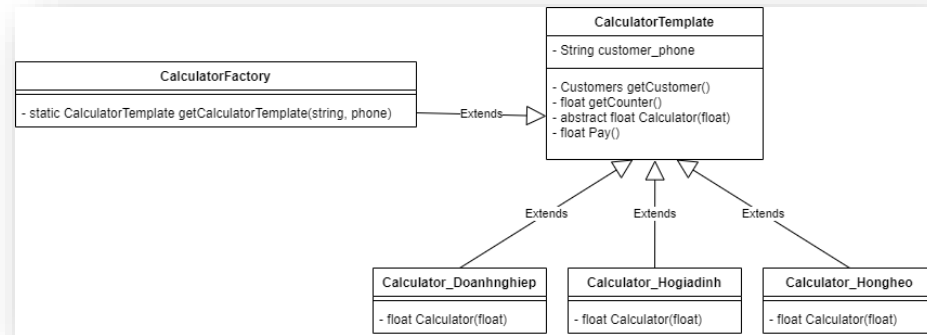 CalculatorTemplate
- String customer_phone
- Customers getCustomer()
- float getCounter()
- abstract float Calculator(float)
- float Pay()
CalculatorFactory
- static CalculatorTemplate getCalculatorTemplate(string, phone)
Extends
Extends
Extends
Extends
Calculator_Doanhnghiep
- float Calculator(float)
Calculator_Hogiadinh
- float Calculator(float)
Calculator_Hongheo
- float Calculator(float)